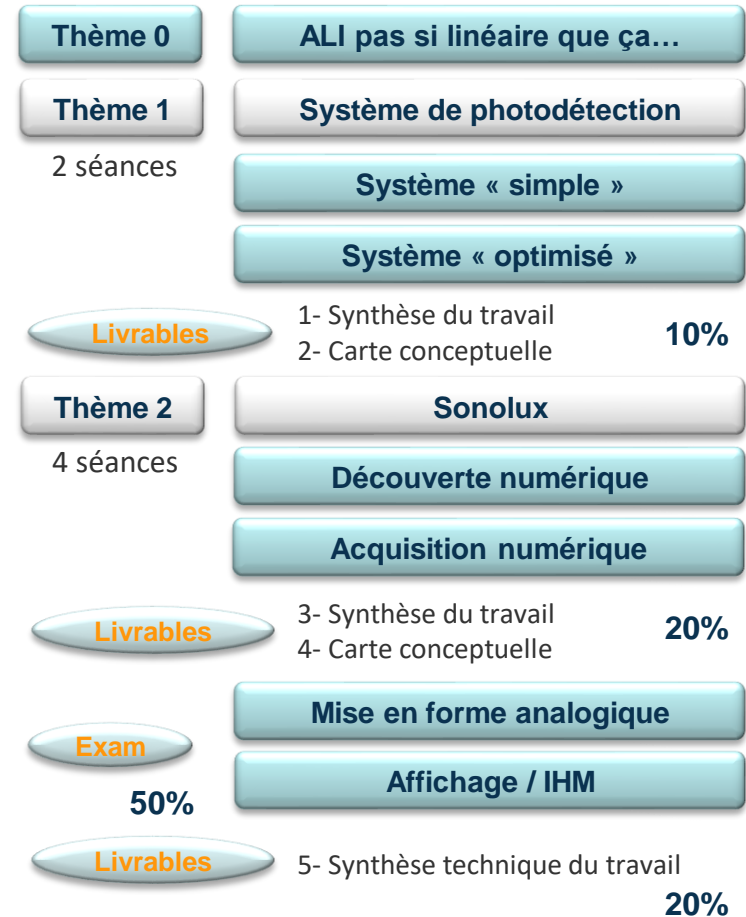 Thème 0
ALI pas si linéaire que ça…
Thème 1
Système de photodétection
2 séances
Système « simple »
Système « optimisé »
Livrables
1- Synthèse du travail
2- Carte conceptuelle
10%
Thème 2
Sonolux
4 séances
Découverte numérique
Acquisition numérique
Livrables
3- Synthèse du travail
4- Carte conceptuelle
20%
Mise en forme analogique
Exam
50%
Affichage / IHM
Livrables
5- Synthèse technique du travail
20%